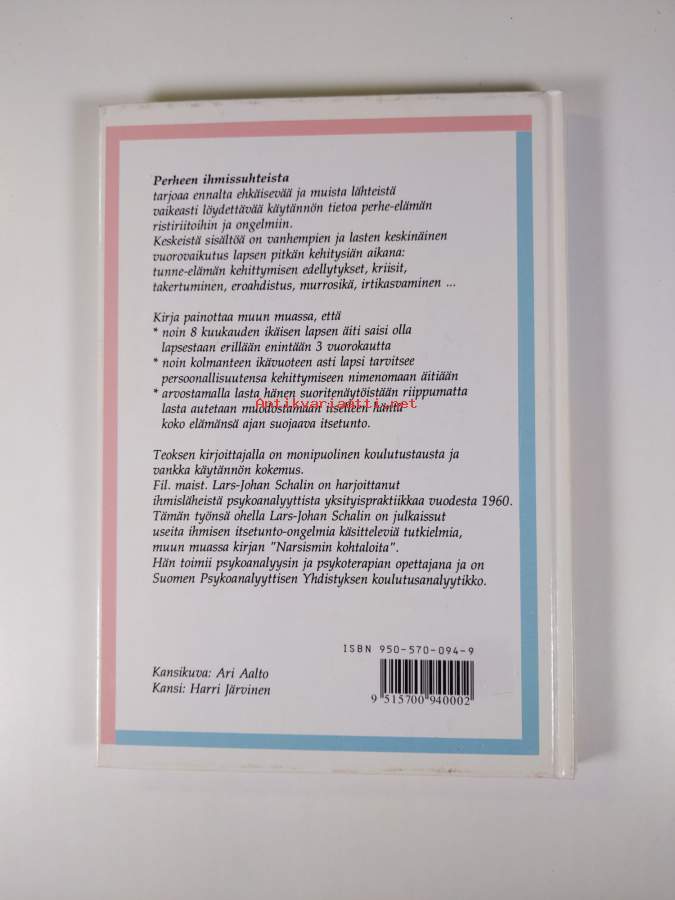 Perheen ihmissuhteista
tarjoaa ennalta ehkäisevää ja muista lähteistä
vaikeasti löydettävää käytännön tietoa perhe-elämän
ristiriitoihin ja ongelmiin.
Keskeistä sisältöä on vanhempien ja lasten keskinäinen
vuorovaikutus lapsen pitkän kehitysiän aikana:
tunne-elämän kehittymisen edellytykset, kriisit,
takertuminen, eroahdistus, murrosikä, irtikasvaminen ...
Kirja painottaa muun muassa, että
* noin 8 kuukauden ikäisen lapsen äiti saisi olla
lapsestaan erillään enintään 3 vuorokautta
* noin kolmanteen ikävuoteen asti lapsi tarvitsee
persoonallisuutensa kehittymiseen nimenomaan äitiään
* arvostamalla lasta hänen suoritenäytöistään riippumatta
Antikvariaatti.net
lasta autetaan muodostamaan itselleen häntä
koko elämänsä ajan suojaava itsetunto.
Teoksen kirjoittajalla on monipuolinen koulutustausta ja
vankka käytännön kokemus.
Fil. maist. Lars-Johan Schalin on harjoittanut
ihmisläheistä psykoanalyyttista yksityispraktiikkaa vuodesta 1960.
Tämän työnsä ohella Lars-Johan Schalin on julkaissut
useita ihmisen itsetunto-ongelmia käsitteleviä tutkielmia,
muun muassa kirjan "Narsismin kohtaloita".
Hän toimii psykoanalyysin ja psykoterapian opettajana ja on
Suomen Psykoanalyyttisen Yhdistyksen koulutusanalyytikko.
ISBN 950-570-094-9
Kansikuva: Ari Aalto
Kansi: Harri Järvinen
9 515700 940002